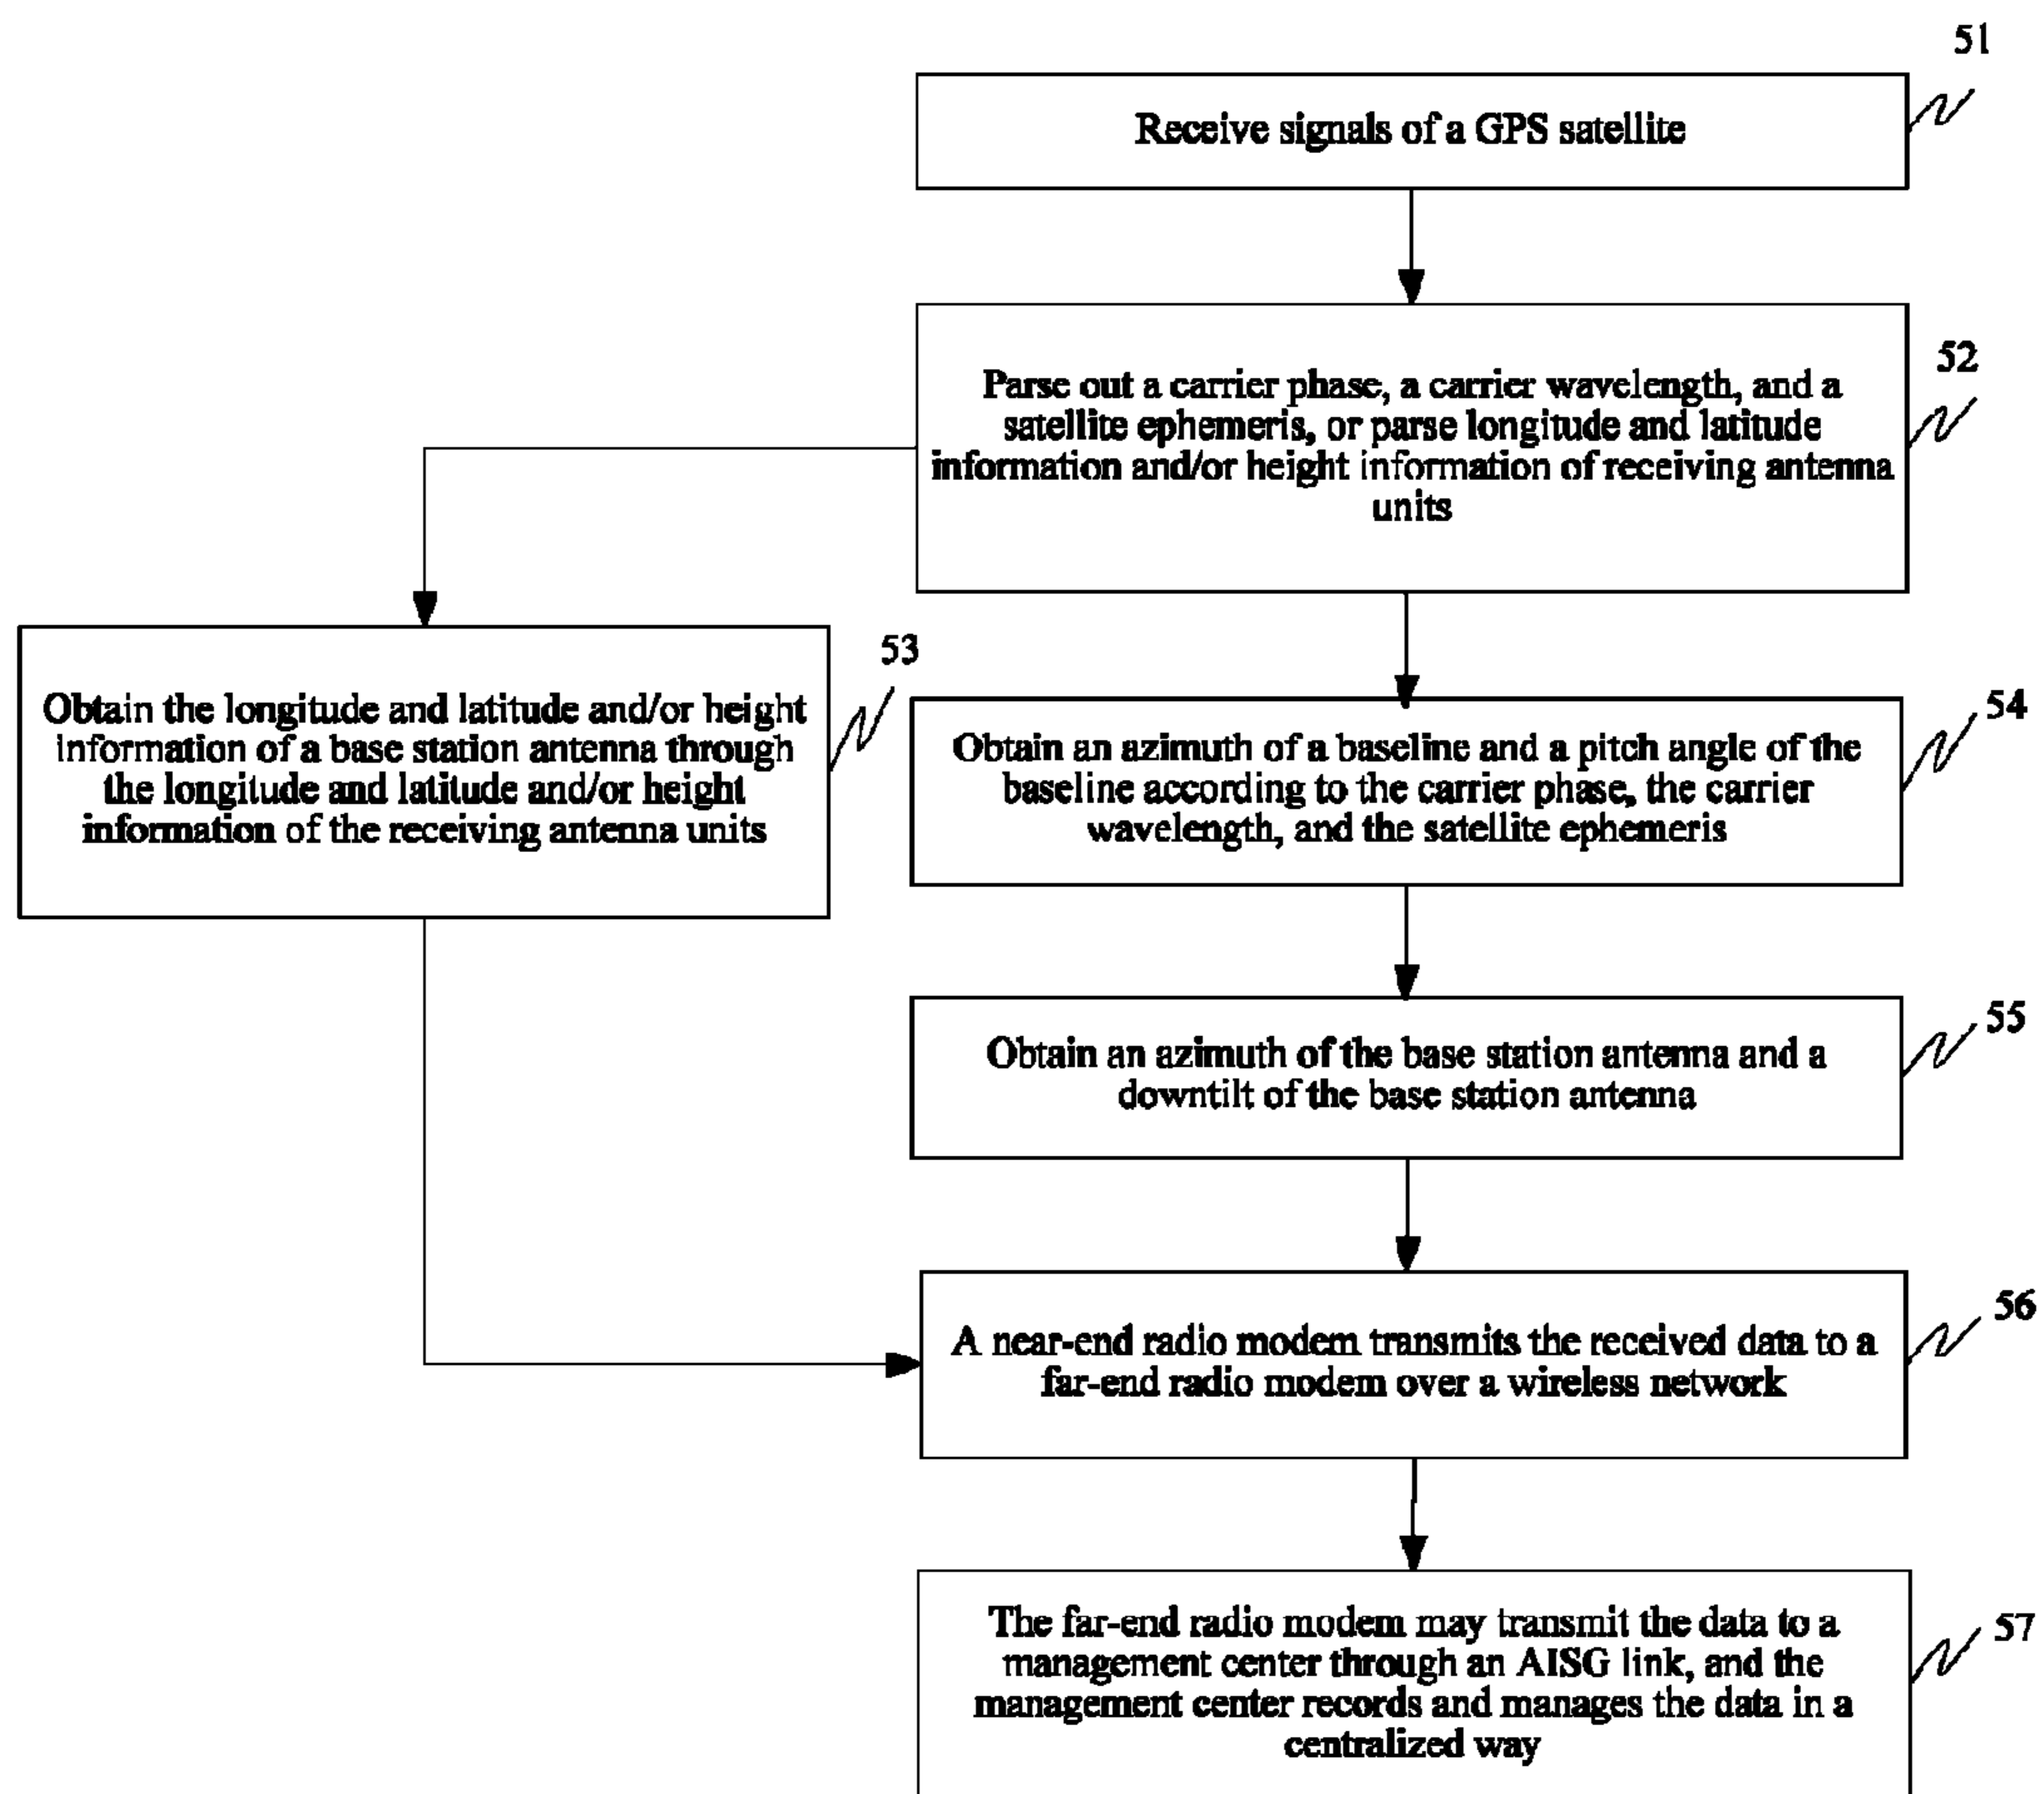 51
Receive signals of a GPS satellite
52
Parse out a carrier phase, a carrier wavelength, and a
satellite ephemeris, or parse longitude and latitude
information and/or height information of receiving antenna
units
53
Obtain the longitude and latitude and/or height
information of a base station antenna through
the longitude and latitude and/or height
information of the receiving antenna units
54
Obtain an azimuth of a baseline and a pitch angle of the
baseline according to the carrier phase, the carrier
wavelength, and the satellite ephemeris
55
Obtain an azimuth of the base station antenna and a
downtilt of the base station antenna
56
A near-end radio modem transmits the received data to a
far-end radio modem over a wireless network
57
The far-end radio modem may transmit the data to a
management center through an AISG link, and the
management center records and manages the data in a
centralized way